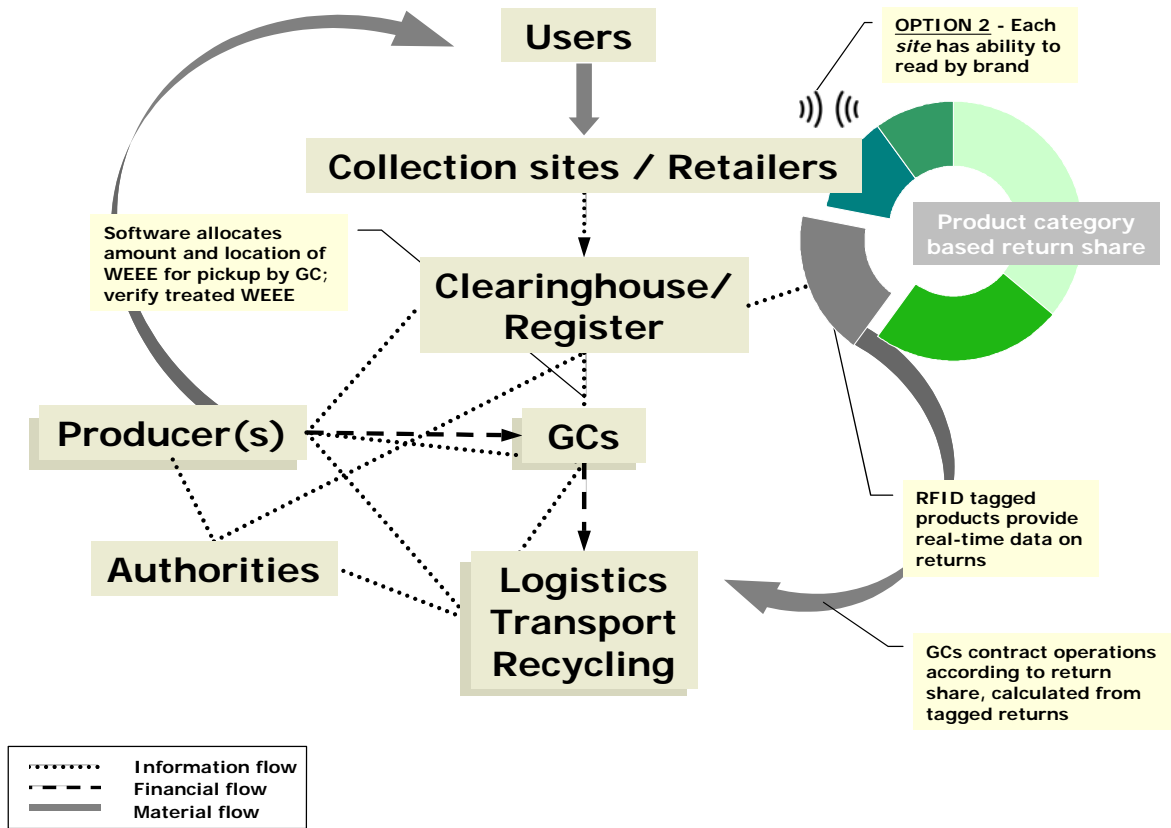 Users
OPTION 2 - Each
site has ability to
read by brand
Collection sites / Retailers
Software allocates
amount and location of
WEEE for pickup by GC;
verify treated WEEE
Product category
based return share
Clearinghouse/
Register
Producer(s)
GCs
RFID tagged
products provide
real-time data on
returns
Authorities
Logistics
Transport
Recycling
GCs contract operations
according to return
share, calculated from
tagged returns
Information flow
Financial flow
Material flow